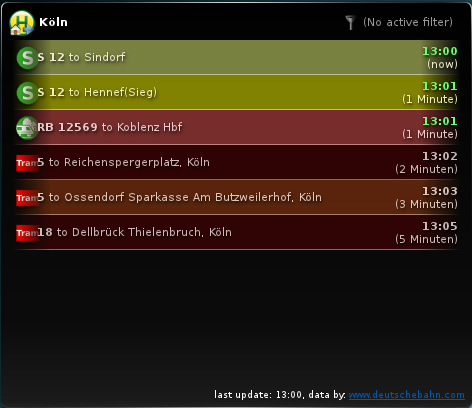 H Köln (No active filter)
S S 12 to Sindorf 13:00
(now)
S S 12 to Hennef(Sieg) 13:01
(1 Minute)
RB 12569 to Koblenz Hbf 13:01
(1 Minute)
Tram 5 to Reichenspergerplatz, Köln 13:02
(2 Minuten)
Tram 5 to Ossendorf Sparkasse Am Butzweilerhof, Köln 13:03
(3 Minuten)
Tram 18 to Dellbrück Thielenbruch, Köln 13:05
(5 Minuten)
last update: 13:00, data by: www.deutschebahn.com